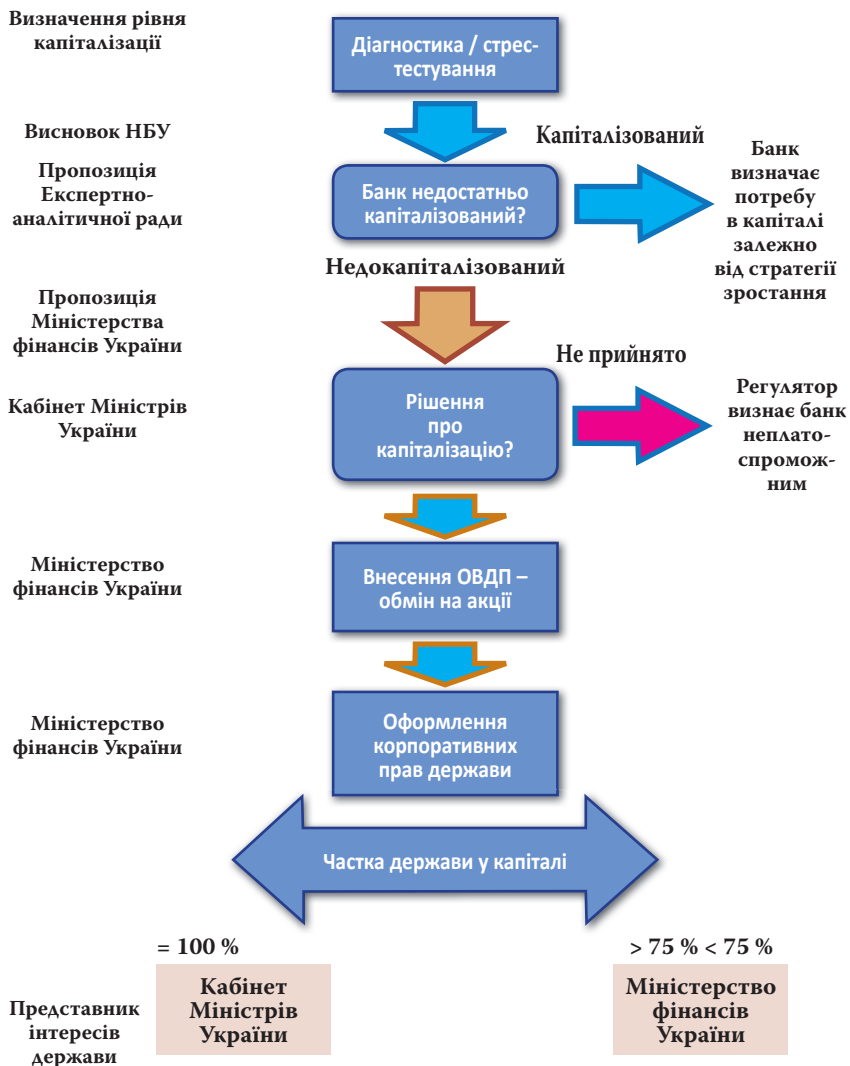 Визначення рівня
капіталізації
Діагностика / стрес-
тестування
Висновок НБУ
Пропозиція
Експертно-
аналітичної ради
Капіталізований
Банк недостатньо
капіталізований?
Банк
визначає
потребу
в капіталі
залежно
від стратегії
зростання
Недокапіталізований
Пропозиція
Міністерства
фінансів України
Не прийнято
Кабінет Міністрів
України
Рішення
про
капіталізацію?
Регулятор
визнає банк
неплато-
спромож-
ним
Міністерство
фінансів України
Внесення ОВДП –
обмін на акції
Міністерство
фінансів України
Оформлення
корпоративних
прав держави
Частка держави у капіталі
= 100 %
> 75 % < 75 %
Представник
інтересів
держави
Кабінет
Міністрів
України
Міністерство
фінансів
України